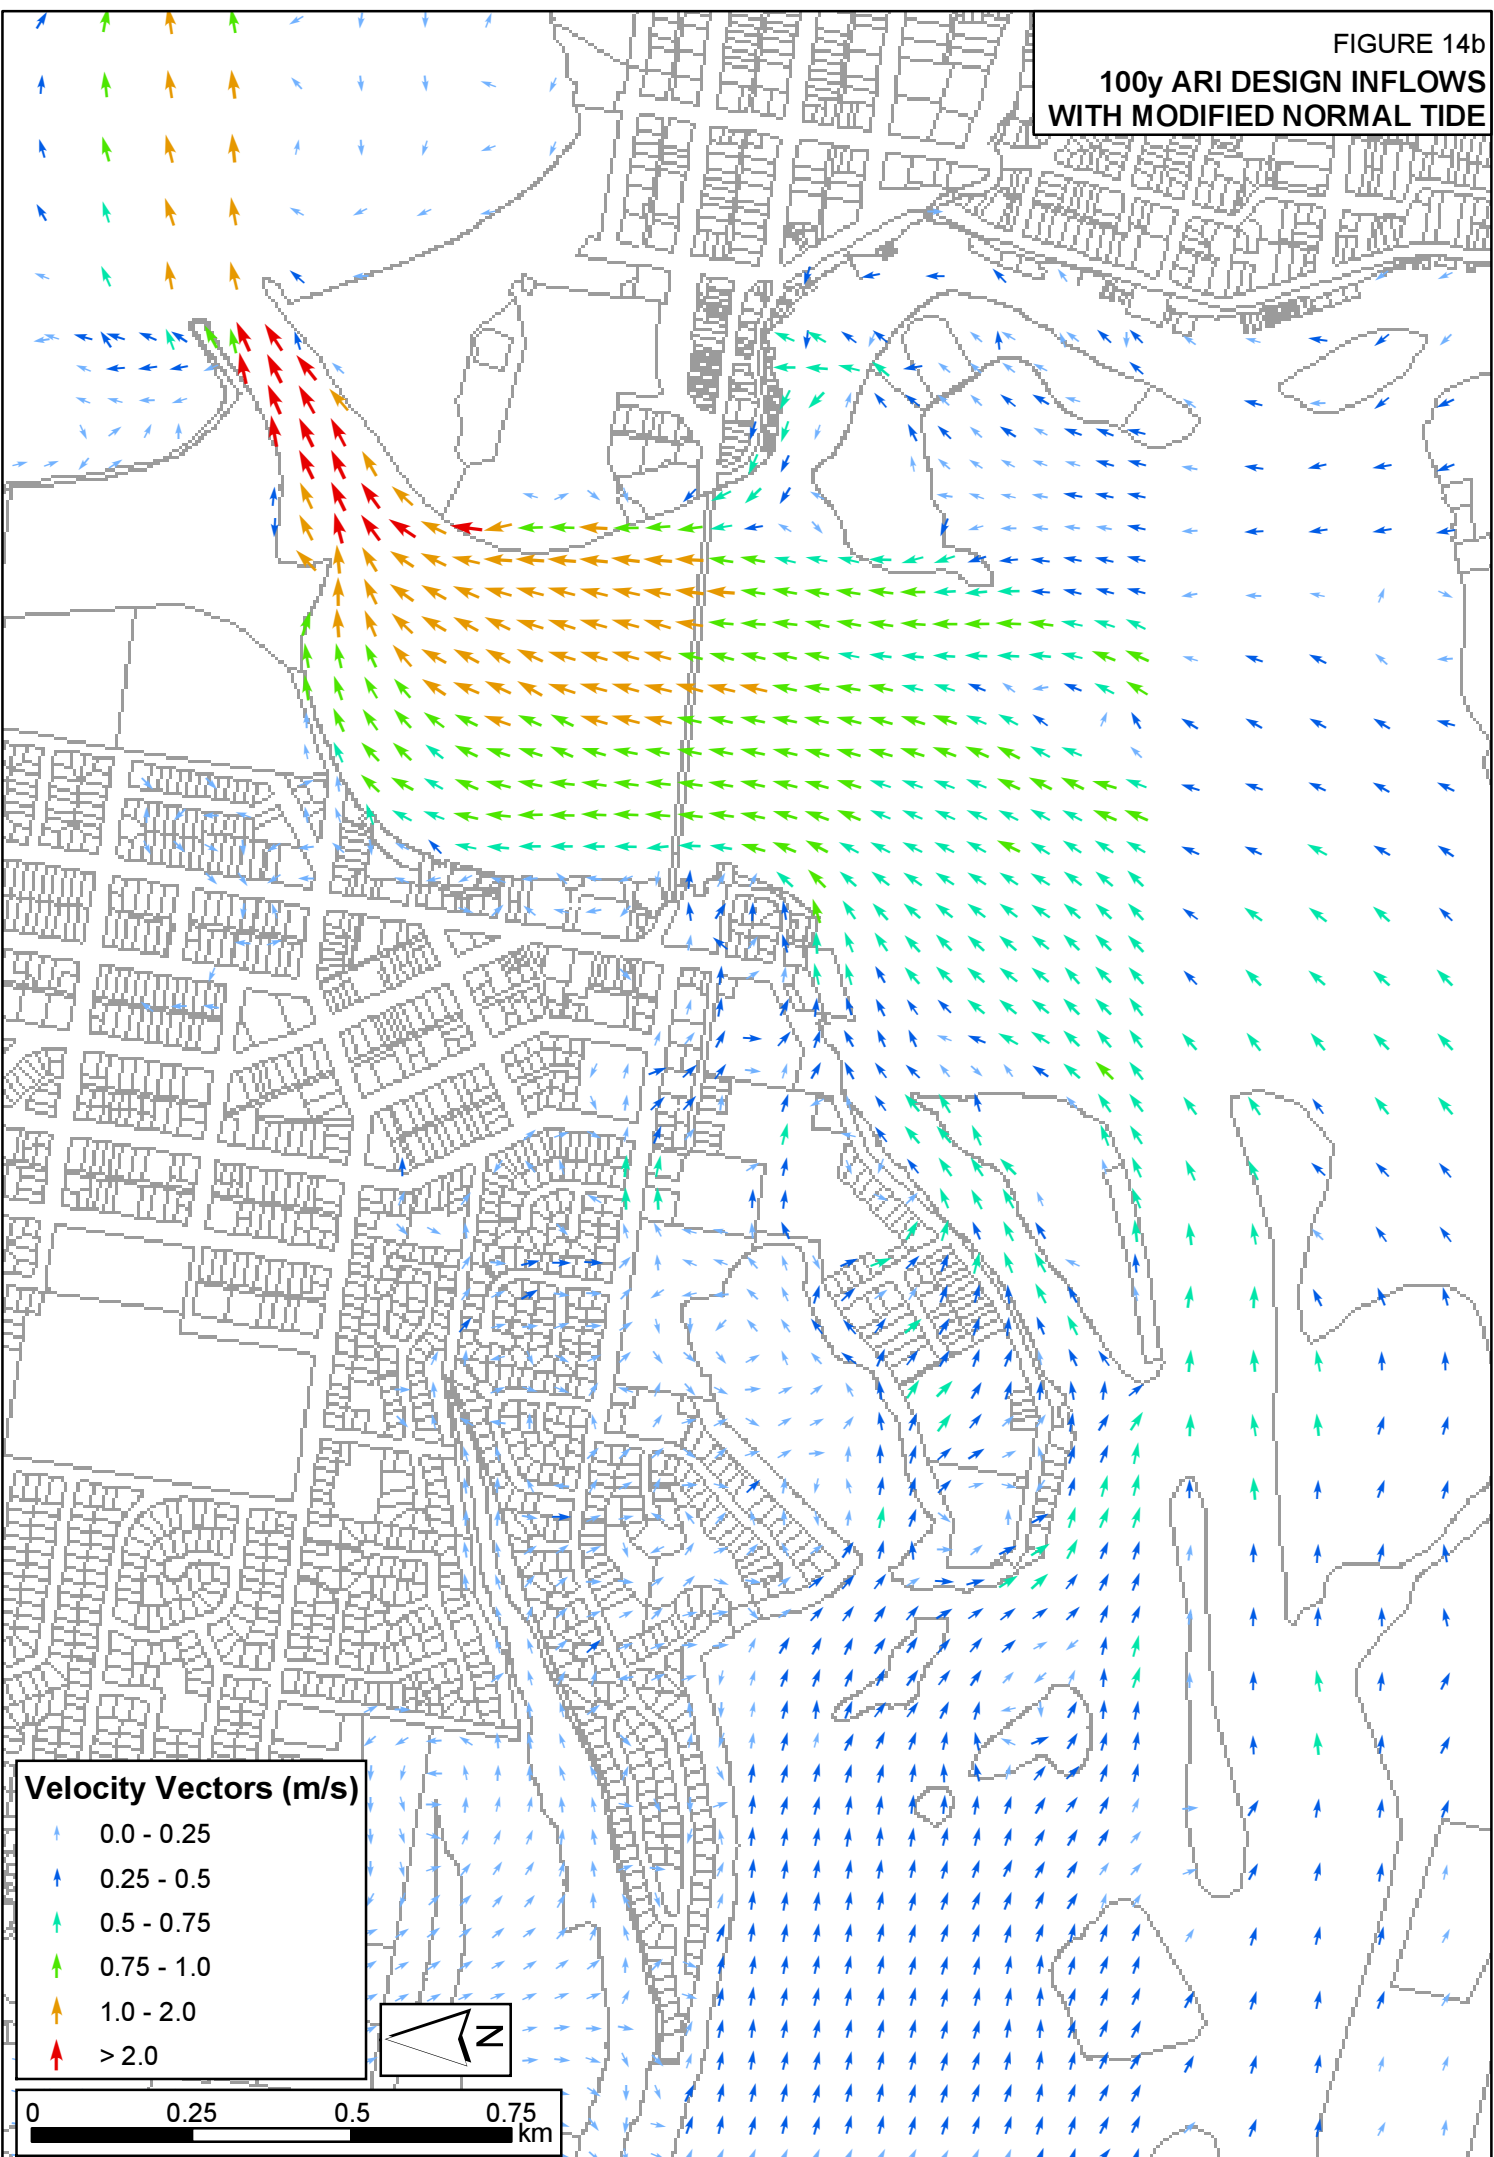 FIGURE 14b
100y ARI DESIGN INFLOWS
WITH MODIFIED NORMAL TIDE
Velocity Vectors (m/s)
0.0 - 0.25
0.25 - 0.5
0.5 - 0.75
0.75 - 1.0
1.0 - 2.0
> 2.0
N
0 0.25 0.5 0.75
km